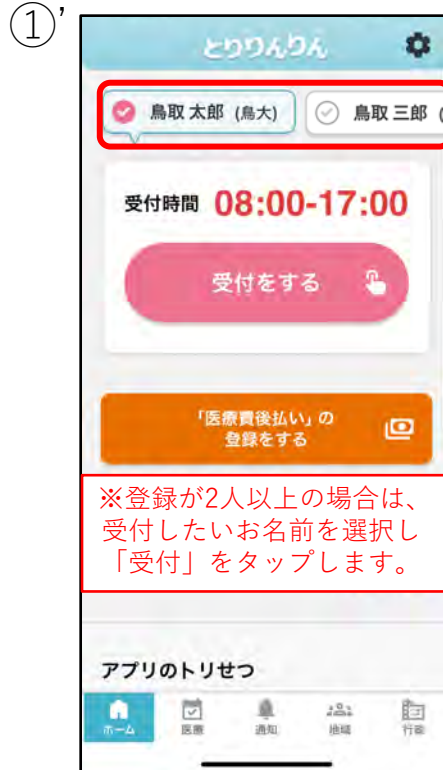 ①’
とりりんりん
鳥取 太郎 (鳥大)
鳥取 三郎 (
受付時間 08:00-17:00
受付をする
「医療費後払い」の
登録をする
※登録が2人以上の場合は、
受付したいお名前を選択し
「受付」をタップします。
アプリのトリせつ
ホーム 医療 通知 地域 行政